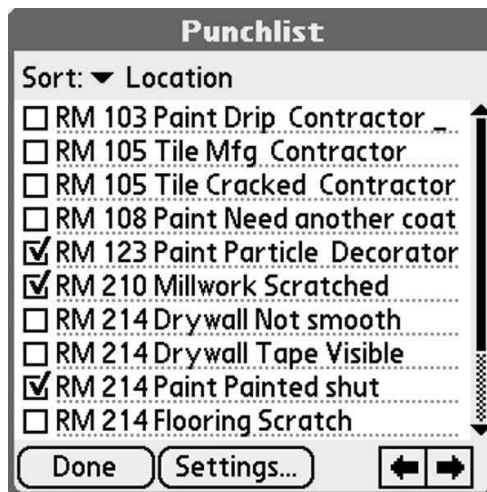 Punchlist
Sort: Location
RM 103 Paint Drip Contractor _
RM 105 Tile Mfg Contractor
RM 105 Tile Cracked Contractor
RM 108 Paint Need another coat
RM 123 Paint Particle Decorator
RM 210 Millwork Scratched
RM 214 Drywall Not smooth
RM 214 Drywall Tape Visible
RM 214 Paint Painted shut
RM 214 Flooring Scratch
Done Settings...